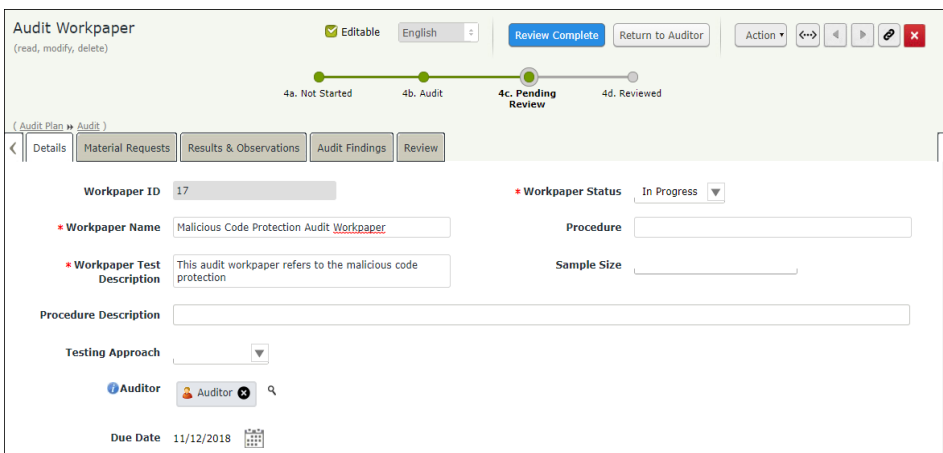 Audit Workpaper
(read, modify, delete)
Editable
English
Review Complete
Return to Auditor
Action
4a. Not Started
4b. Audit
4c. Pending
Review
4d. Reviewed
( Audit Plan » Audit )
Details
Material Requests
Results & Observations
Audit Findings
Review
Workpaper ID 17
* Workpaper Status In Progress
* Workpaper Name Malicious Code Protection Audit Workpaper
Procedure
* Workpaper Test
Description
This audit workpaper refers to the malicious code
protection
Sample Size
Procedure Description
Testing Approach
Auditor Auditor
Due Date 11/12/2018